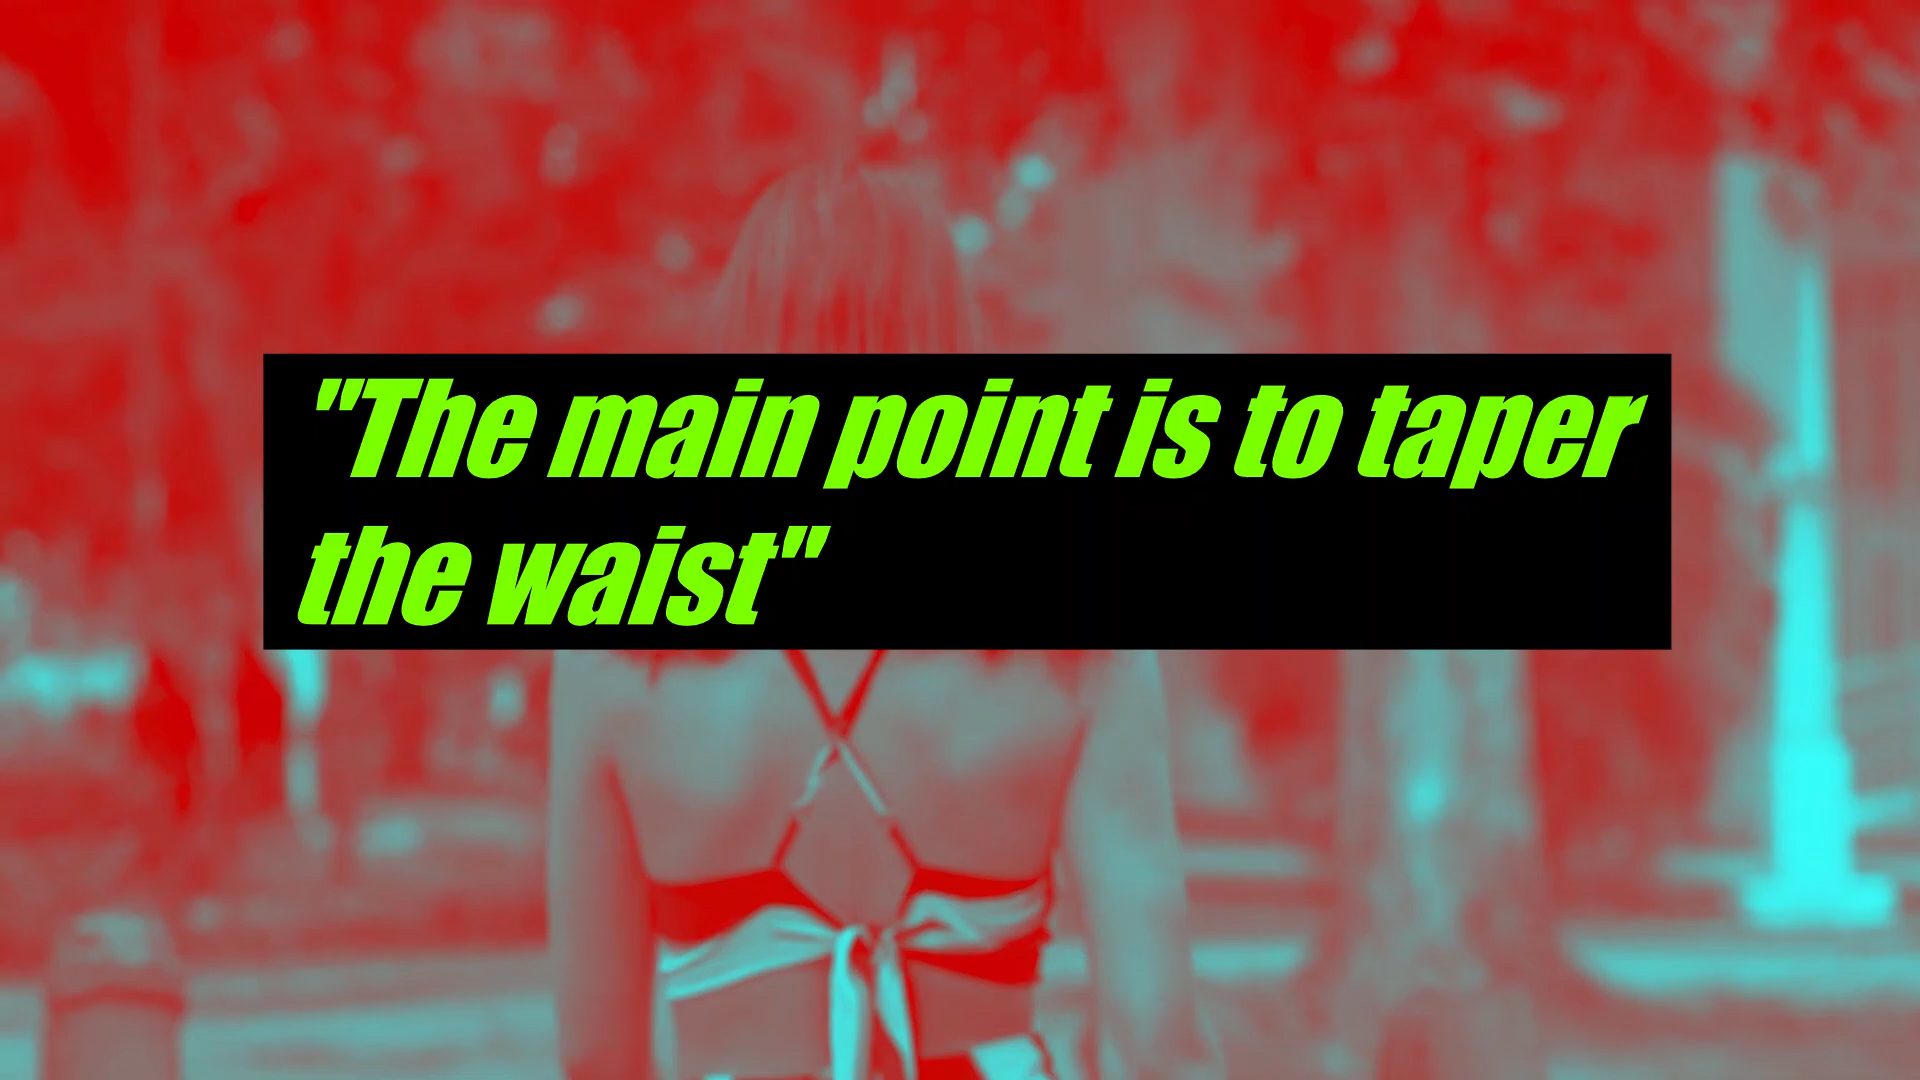 "The main point is to taper
the waist"